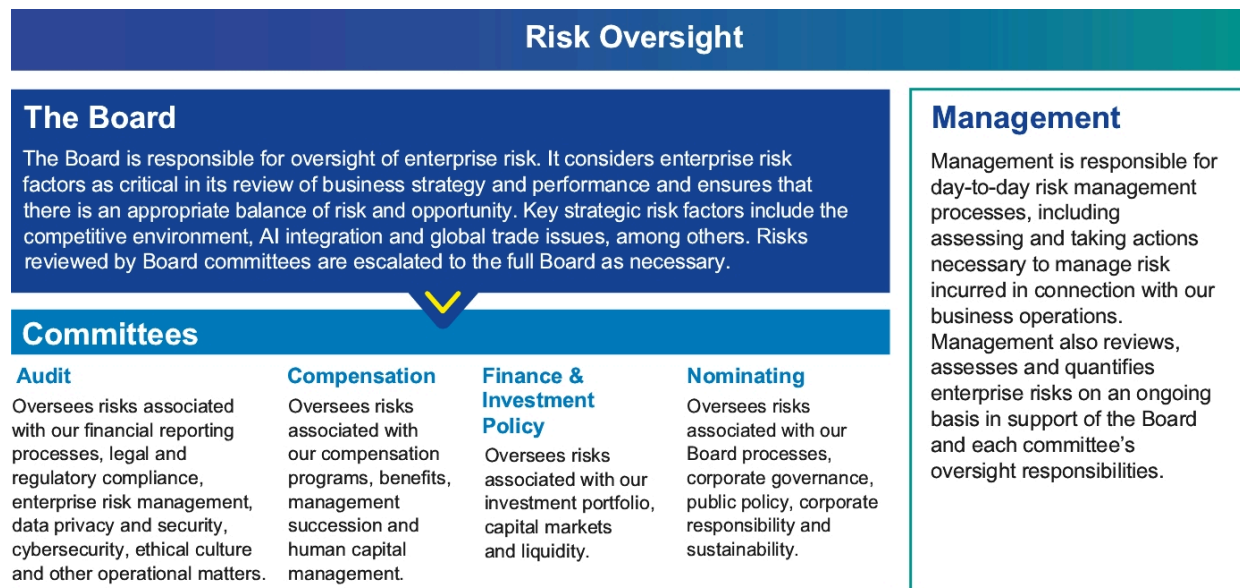 Risk Oversight
The Board
The Board is responsible for oversight of enterprise risk. It considers enterprise risk
factors as critical in its review of business strategy and performance and ensures that
there is an appropriate balance of risk and opportunity. Key strategic risk factors include the
competitive environment, AI integration and global trade issues, among others. Risks
reviewed by Board committees are escalated to the full Board as necessary.
Committees
Audit
Oversees risks associated
with our financial reporting
processes, legal and
regulatory compliance,
enterprise risk management,
data privacy and security,
cybersecurity, ethical culture
and other operational matters.
Compensation
Oversees risks
associated with
our compensation
programs, benefits,
management
succession and
human capital
management.
Finance &
Investment
Policy
Oversees risks
associated with our
investment portfolio,
capital markets
and liquidity.
Nominating
Oversees risks
associated with our
Board processes,
corporate governance,
public policy, corporate
responsibility and
sustainability.
Management
Management is responsible for
day-to-day risk management
processes, including
assessing and taking actions
necessary to manage risk
incurred in connection with our
business operations.
Management also reviews,
assesses and quantifies
enterprise risks on an ongoing
basis in support of the Board
and each committee’s
oversight responsibilities.